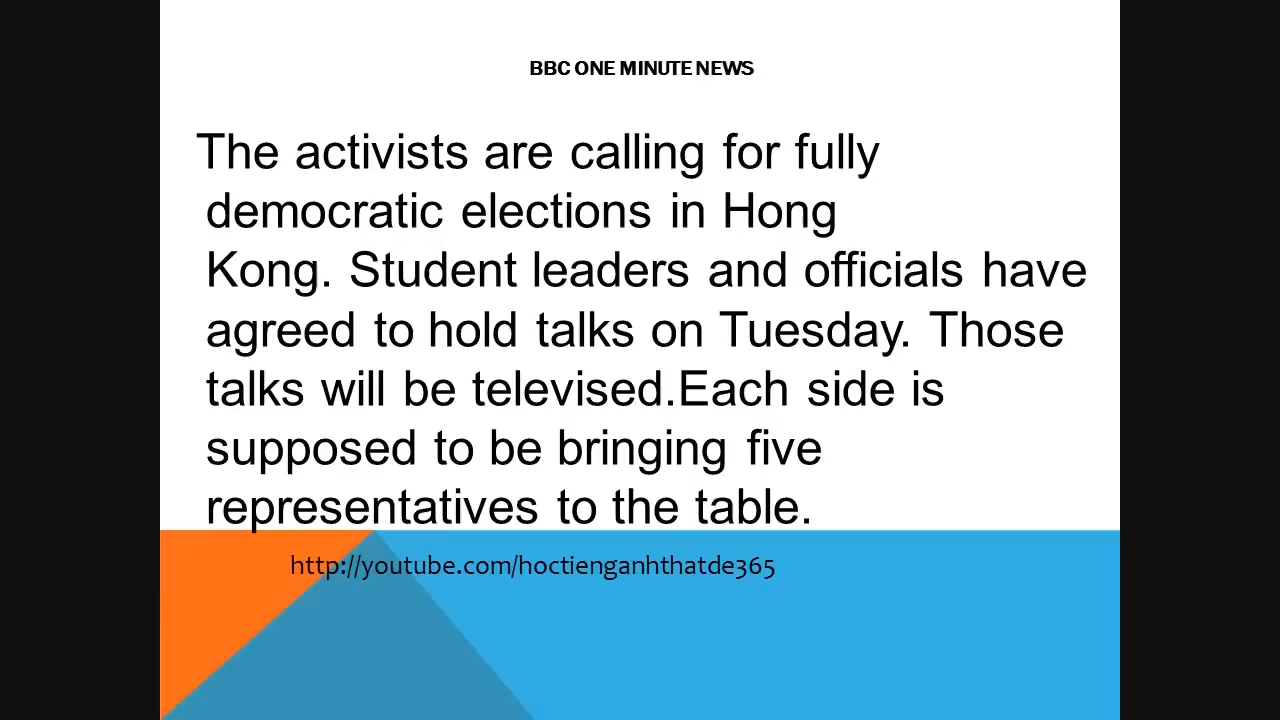 BBC ONE MINUTE NEWS
The activists are calling for fully
democratic elections in Hong
Kong. Student leaders and officials have
agreed to hold talks on Tuesday. Those
talks will be televised.Each side is
supposed to be bringing five
representatives to the table.
http://youtube.com/hoctienganhthatde365